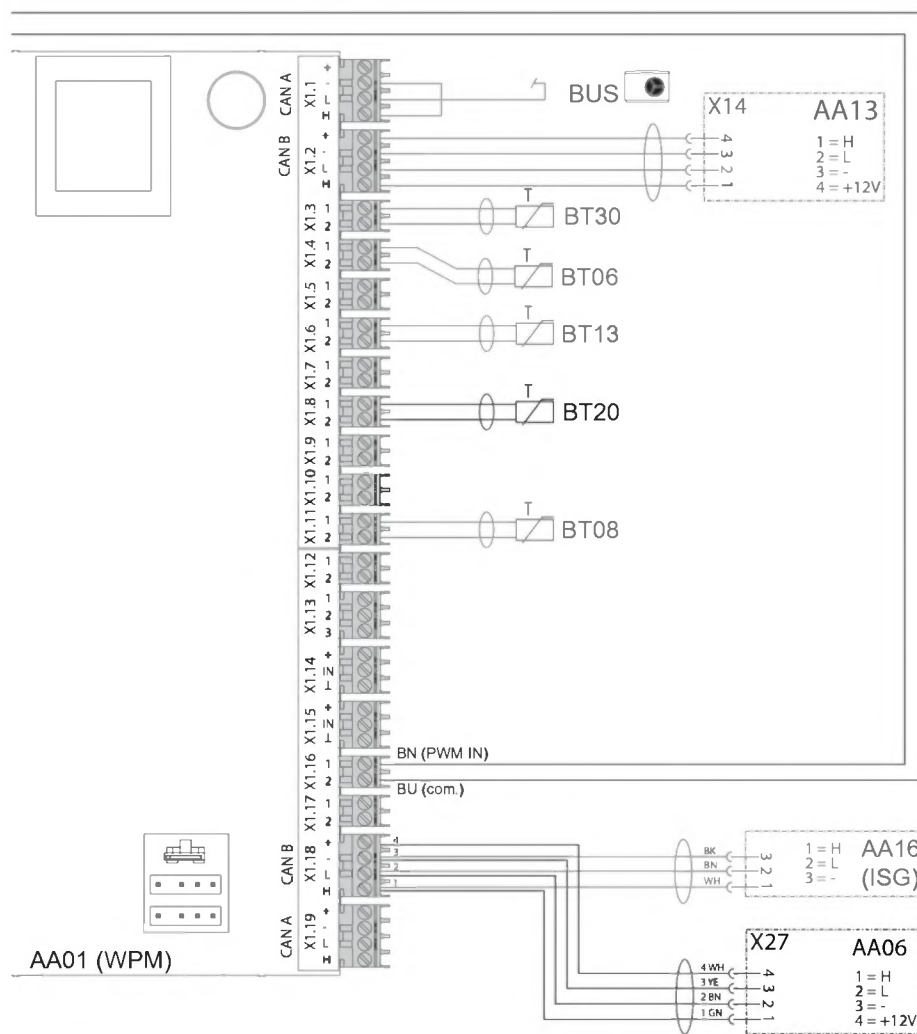 CAN A
X1.1
+
-
L
H
BUS
CAN B
X1.2
+
-
L
H
X14
AA13
4
3
2
1
1 = H
2 = L
3 = -
4 = +12V
X1.3
1
2
T
BT30
X1.4
1
2
T
BT06
X1.5
1
2
X1.6
1
2
T
BT13
X1.7
1
2
X1.8
1
2
T
BT20
X1.9
1
2
X1.10
1
2
X1.11
1
2
T
BT08
X1.12
1
2
X1.13
1
2
3
X1.14
+
IN
⊥
X1.15
+
IN
⊥
X1.16
1
2
BN (PWM IN)
BU (com.)
X1.17
1
2
CAN B
X1.18
+
-
L
H
4
3
2
1
BK
BN
WH
3
2
1
1 = H
2 = L
3 = -
AA16
(ISG)
CAN A
X1.19
+
-
L
H
AA01 (WPM)
X27
AA06
4 WH
3 YE
2 BN
1 GN
4
3
2
1
1 = H
2 = L
3 = -
4 = +12V